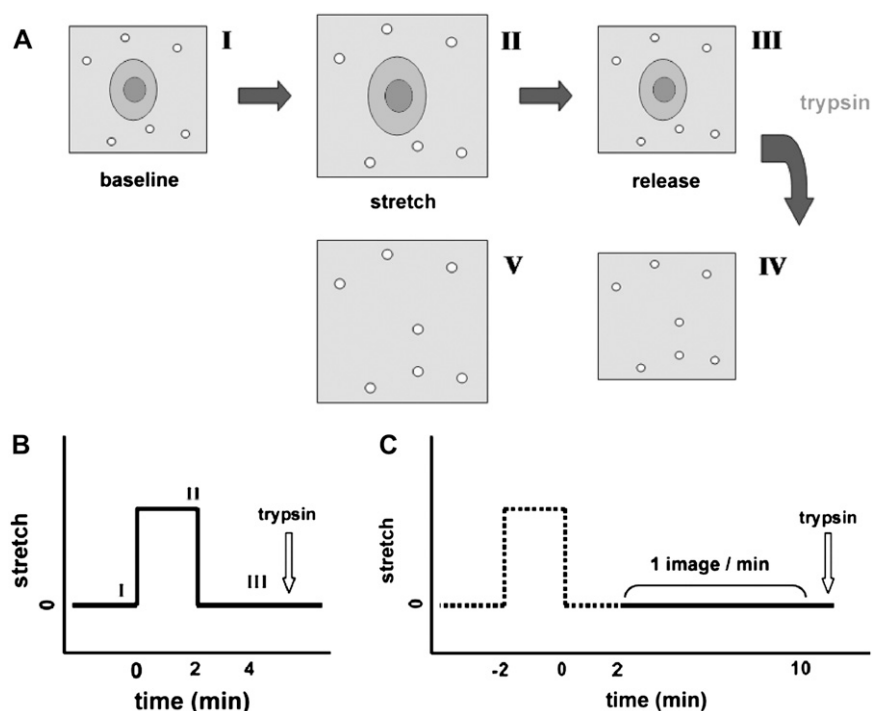 A
I
II
III
trypsin
baseline
stretch
release
V
IV
B
C
II
trypsin
I
III
stretch
0
0 2 4
time (min)
trypsin
1 image / min
stretch
0
-2 0 2 10
time (min)